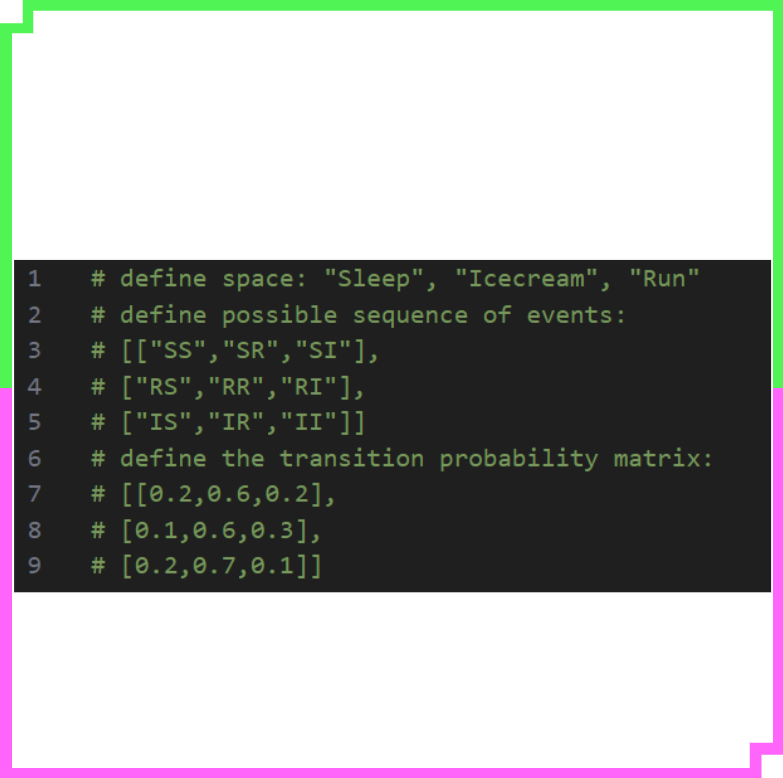 1 # define space: "Sleep", "Icecream", "Run"
2 # define possible sequence of events:
3 # [["SS","SR","SI"],
4 # ["RS","RR","RI"],
5 # ["IS","IR","II"]]
6 # define the transition probability matrix:
7 # [[0.2,0.6,0.2],
8 # [0.1,0.6,0.3],
9 # [0.2,0.7,0.1]]